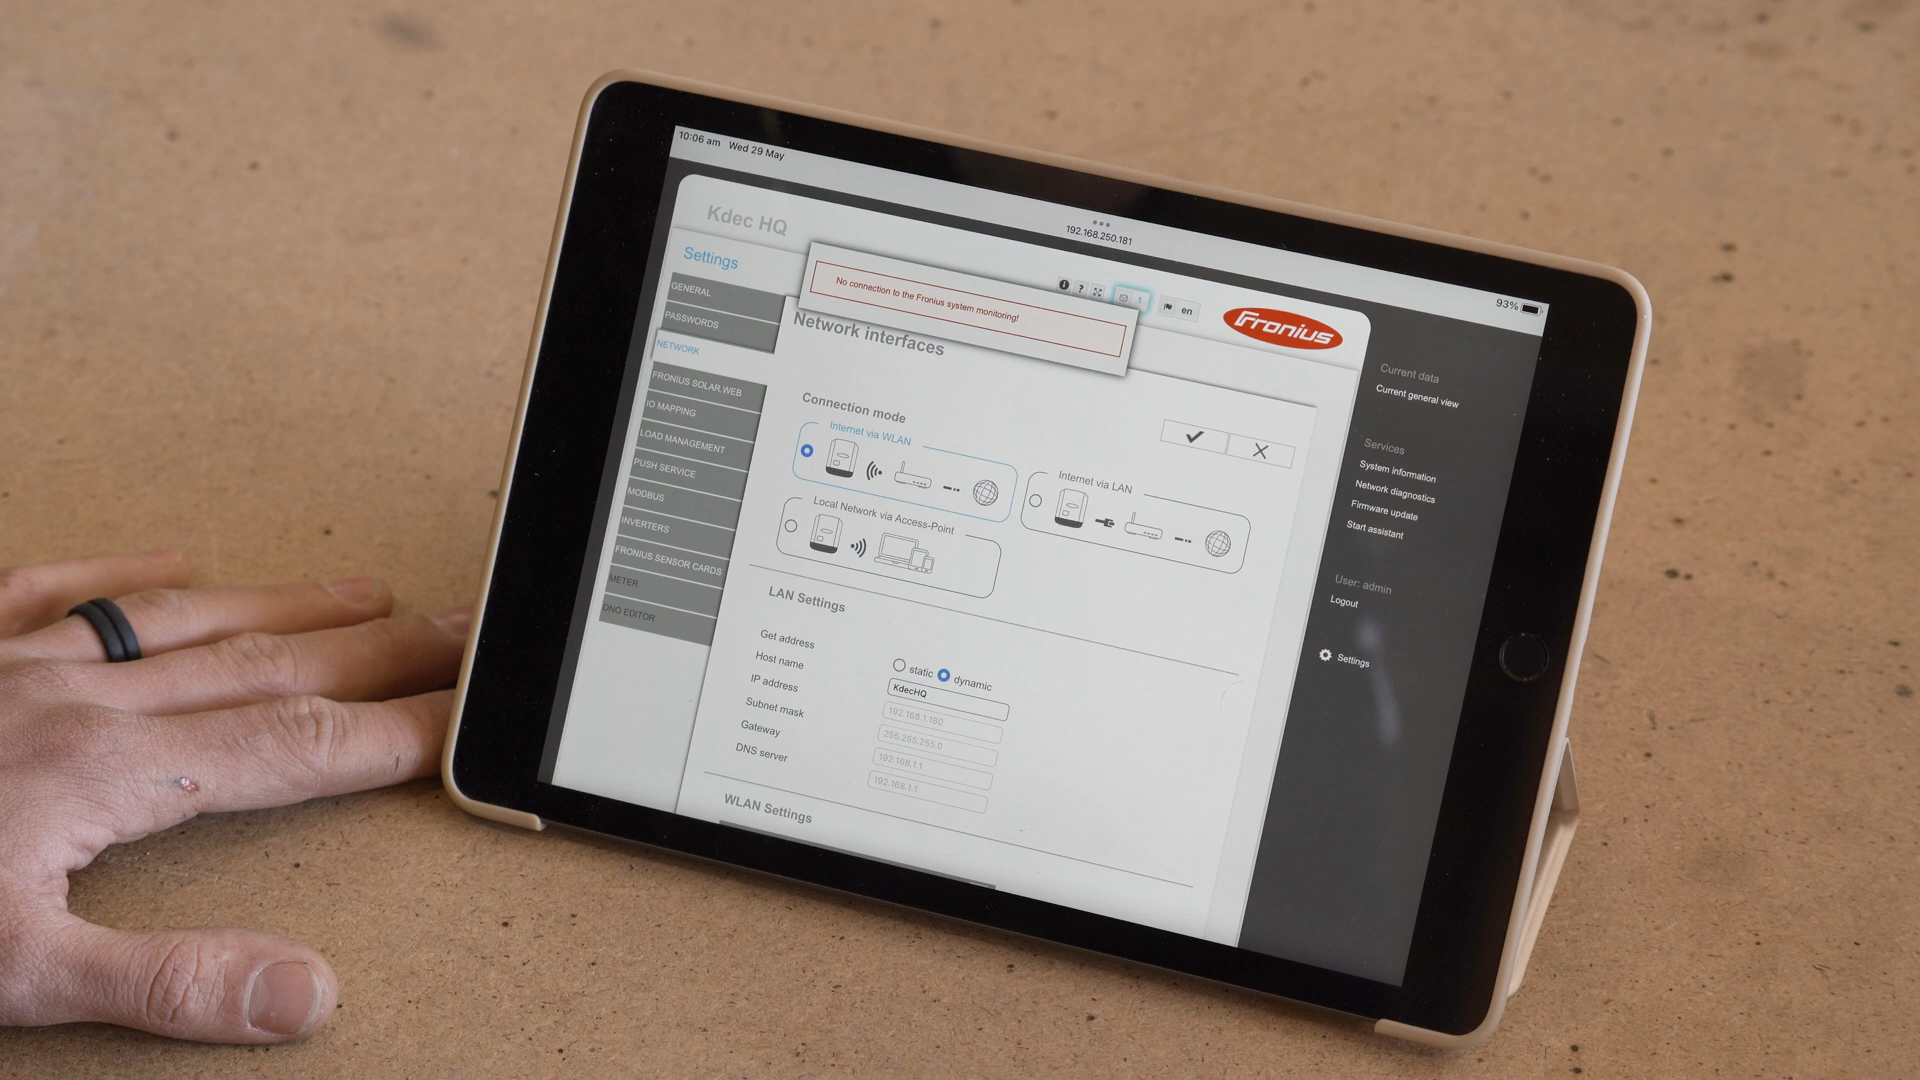 10:06 am Wed 29 May
192.168.250.181
93%
Kdec HQ
No connection to the Fronius system monitoring!
1
en
Fronius
Settings
GENERAL
PASSWORDS
NETWORK
FRONIUS SOLAR.WEB
IO MAPPING
LOAD MANAGEMENT
PUSH SERVICE
MODBUS
INVERTERS
FRONIUS SENSOR CARDS
METER
DNO EDITOR
Network interfaces
Connection mode
Internet via WLAN
Internet via LAN
Local Network via Access-Point
LAN Settings
Get address static dynamic
Host name KdecHQ
IP address 192.168.1.180
Subnet mask 255.255.255.0
Gateway 192.168.1.1
DNS server 192.168.1.1
WLAN Settings
Current data
Current general view
Services
System information
Network diagnostics
Firmware update
Start assistant
User: admin
Logout
Settings